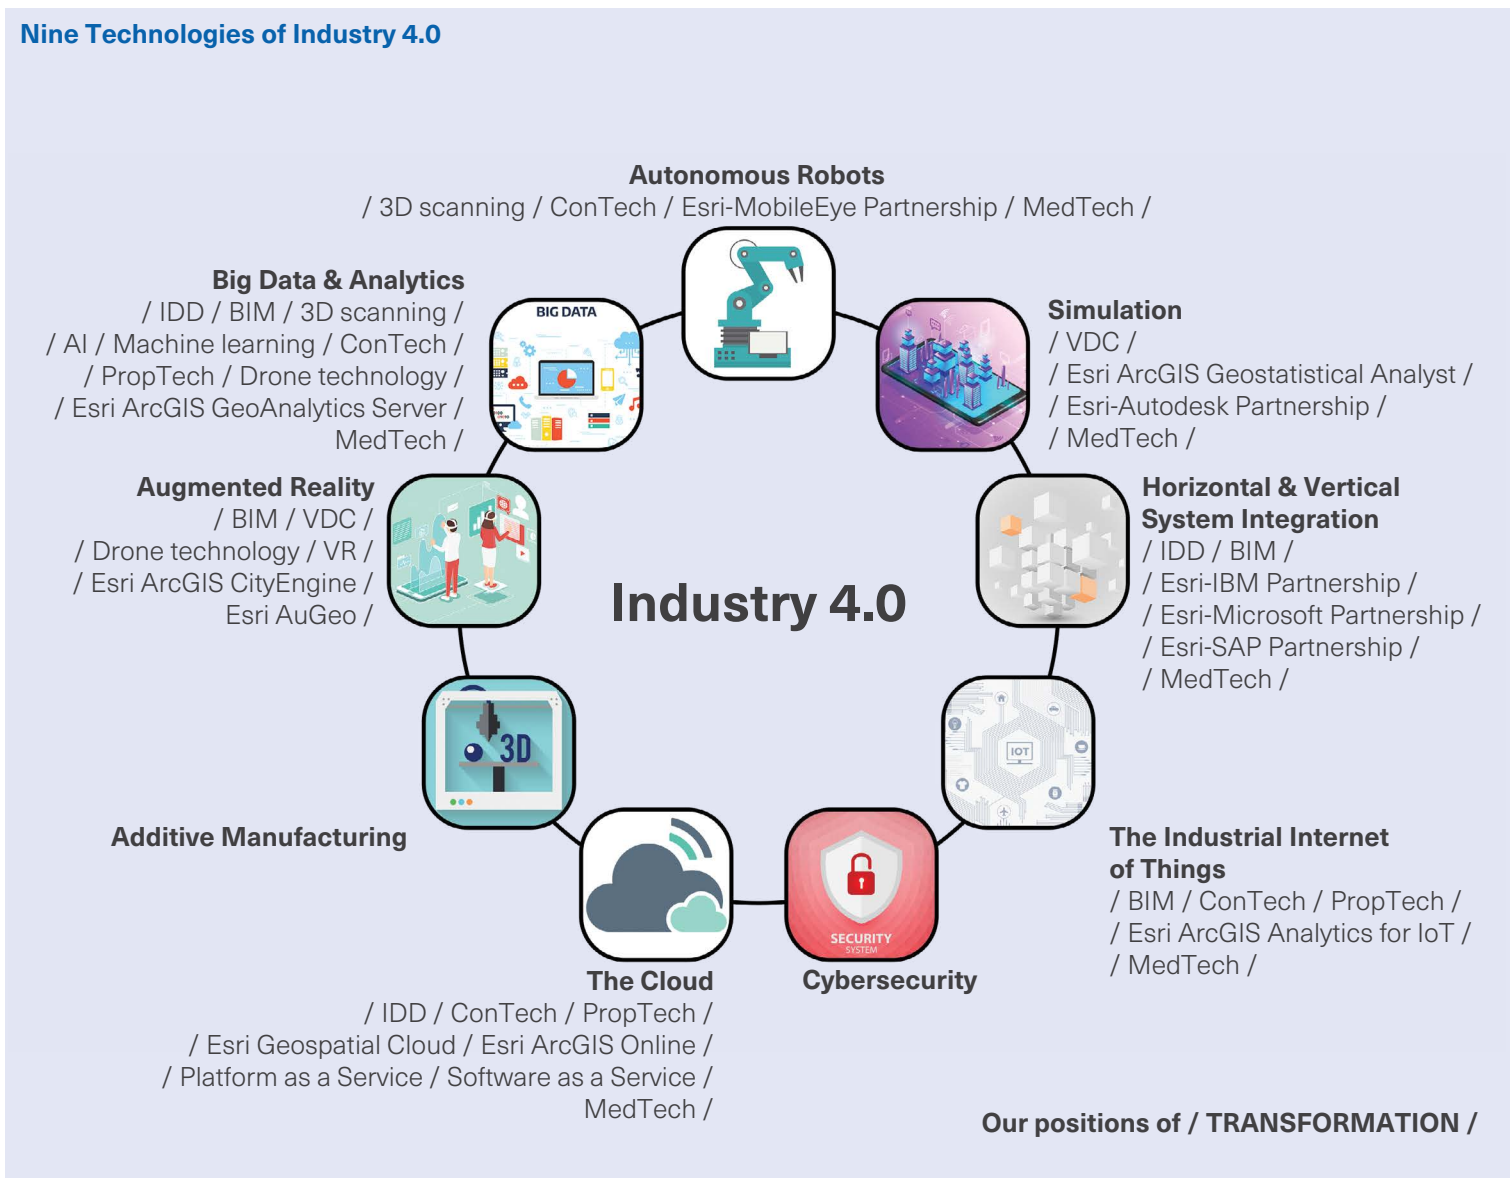 Nine Technologies of Industry 4.0
Autonomous Robots
/ 3D scanning / ConTech / Esri-MobileEye Partnership / MedTech /
Big Data & Analytics
/ IDD / BIM / 3D scanning /
/ AI / Machine learning / ConTech /
/ PropTech / Drone technology /
/ Esri ArcGIS GeoAnalytics Server /
MedTech /
BIG DATA
Simulation
/ VDC /
/ Esri ArcGIS Geostatistical Analyst /
/ Esri-Autodesk Partnership /
/ MedTech /
Augmented Reality
/ BIM / VDC /
/ Drone technology / VR /
/ Esri ArcGIS CityEngine /
Esri AuGeo /
Industry 4.0
Horizontal & Vertical
System Integration
/ IDD / BIM /
/ Esri-IBM Partnership /
/ Esri-Microsoft Partnership /
/ Esri-SAP Partnership /
/ MedTech /
3D
IOT
Additive Manufacturing
The Industrial Internet
of Things
/ BIM / ConTech / PropTech /
/ Esri ArcGIS Analytics for IoT /
/ MedTech /
SECURITY
SYSTEM
The Cloud
/ IDD / ConTech / PropTech /
/ Esri Geospatial Cloud / Esri ArcGIS Online /
/ Platform as a Service / Software as a Service /
MedTech /
Cybersecurity
Our positions of / TRANSFORMATION /